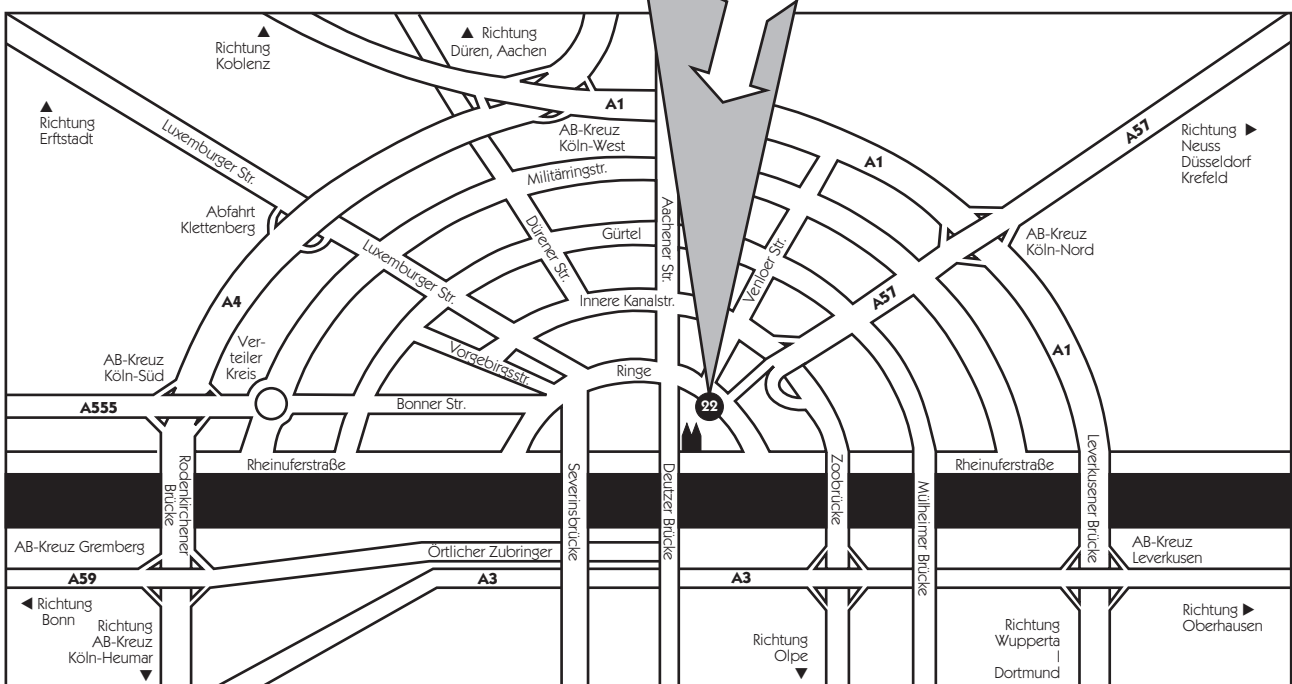 ▲
Richtung
Koblenz
▲ Richtung
Düren, Aachen
A1
▲
Richtung
Erftstadt
Luxemburger Str.
AB-Kreuz
Köln-West
A1
A57
Richtung ▶
Neuss
Düsseldorf
Krefeld
Militärringstr.
Abfahrt
Klettenberg
Dürener Str.
Gürtel
Aachener Str.
Venloer Str.
AB-Kreuz
Köln-Nord
Luxemburger Str.
A4
Innere Kanalstr.
A57
A1
AB-Kreuz
Köln-Süd
Ver-
teiler
Kreis
Vorgebirgsstr.
Ringe
A555
Bonner Str.
22
Rheinuferstraße
Rheinuferstraße
Rodenkirchener
Brücke
Severinsbrücke
Deutzer Brücke
Zoobrücke
Mülheimer Brücke
Leverkusener Brücke
AB-Kreuz Gremberg
Örtlicher Zubringer
AB-Kreuz
Leverkusen
A59
A3
A3
◀ Richtung
Bonn
Richtung
AB-Kreuz
Köln-Heumar
▼
Richtung
Olpe
▼
Richtung
Wupperta
l
Dortmund
Richtung ▶
Oberhausen